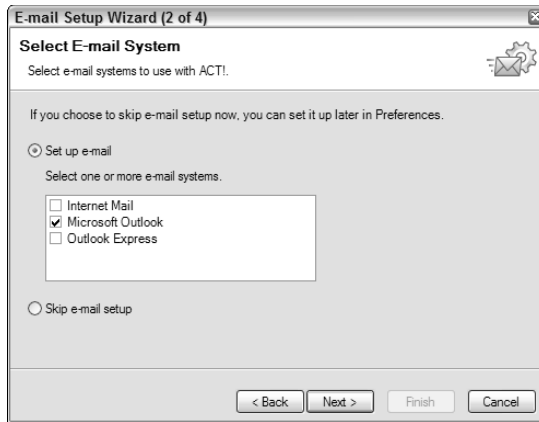 E-mail Setup Wizard (2 of 4)
Select E-mail System
Select e-mail systems to use with ACT!.
If you choose to skip e-mail setup now, you can set it up later in Preferences.
Set up e-mail
Select one or more e-mail systems.
Internet Mail
Microsoft Outlook
Outlook Express
Skip e-mail setup
< Back Next > Finish Cancel